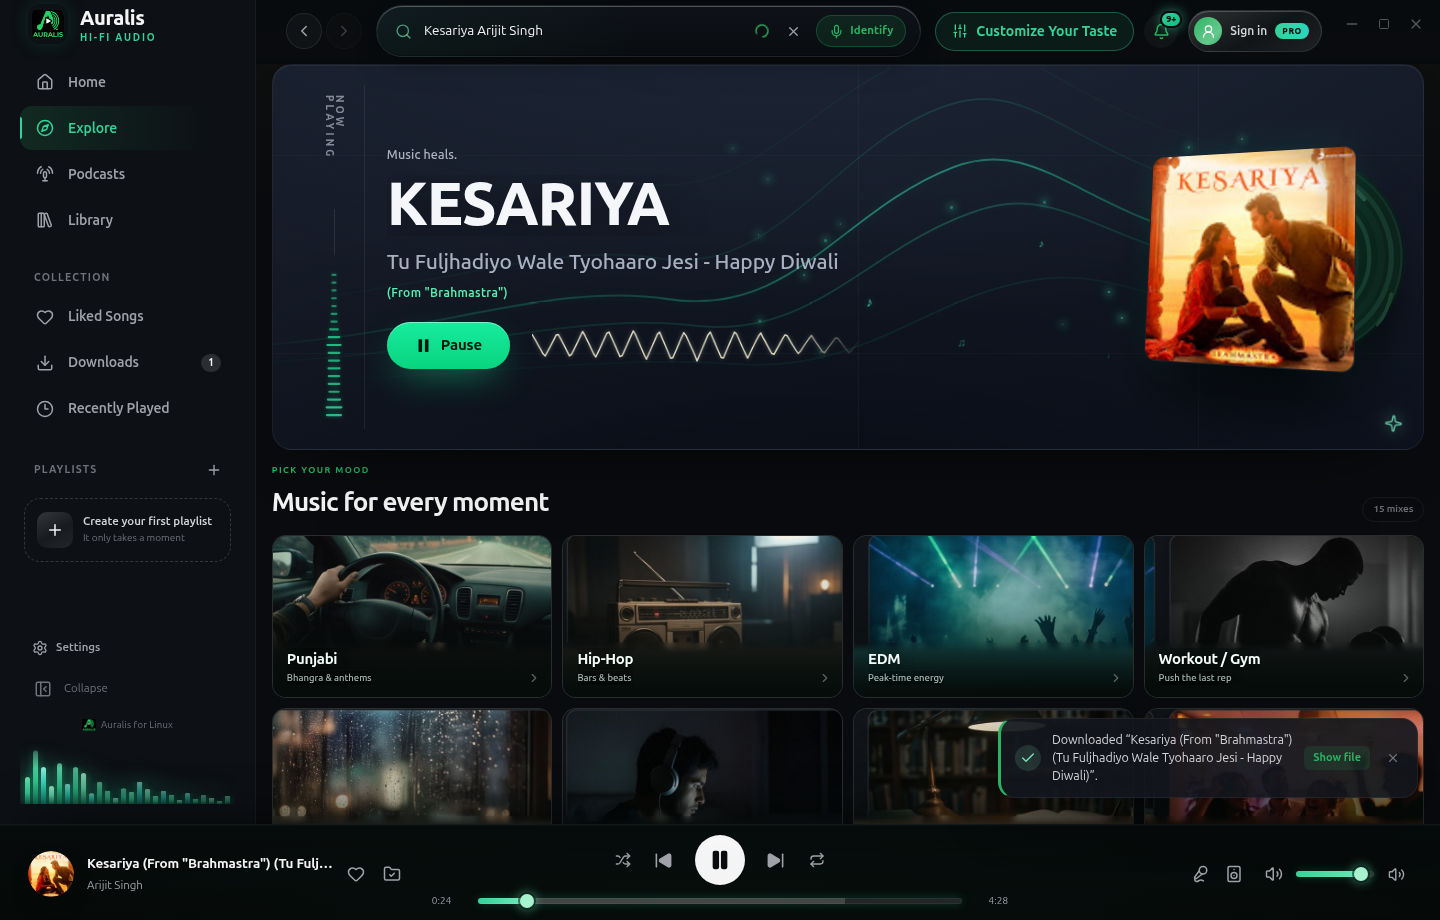 AURALIS
Auralis
HI-FI AUDIO
Kesariya Arijit Singh
Identify
Customize Your Taste
9+
Sign in
PRO
Home
Explore
Podcasts
Library
COLLECTION
Liked Songs
Downloads
1
Recently Played
PLAYLISTS
Create your first playlist
It only takes a moment
Settings
Collapse
Auralis for Linux
NOW
PLAYING
Music heals.
KESARIYA
Tu Fuljhadiyo Wale Tyohaaro Jesi - Happy Diwali
(From "Brahmastra")
Pause
KESARIYA
BRAHMASTRA
PICK YOUR MOOD
Music for every moment
15 mixes
Punjabi
Bhangra & anthems
Hip-Hop
Bars & beats
EDM
Peak-time energy
Workout / Gym
Push the last rep
Downloaded “Kesariya (From "Brahmastra")
(Tu Fuljhadiyo Wale Tyohaaro Jesi - Happy
Diwali)”.
Show file
Kesariya (From "Brahmastra") (Tu Fulj...
Arijit Singh
0:24
4:28